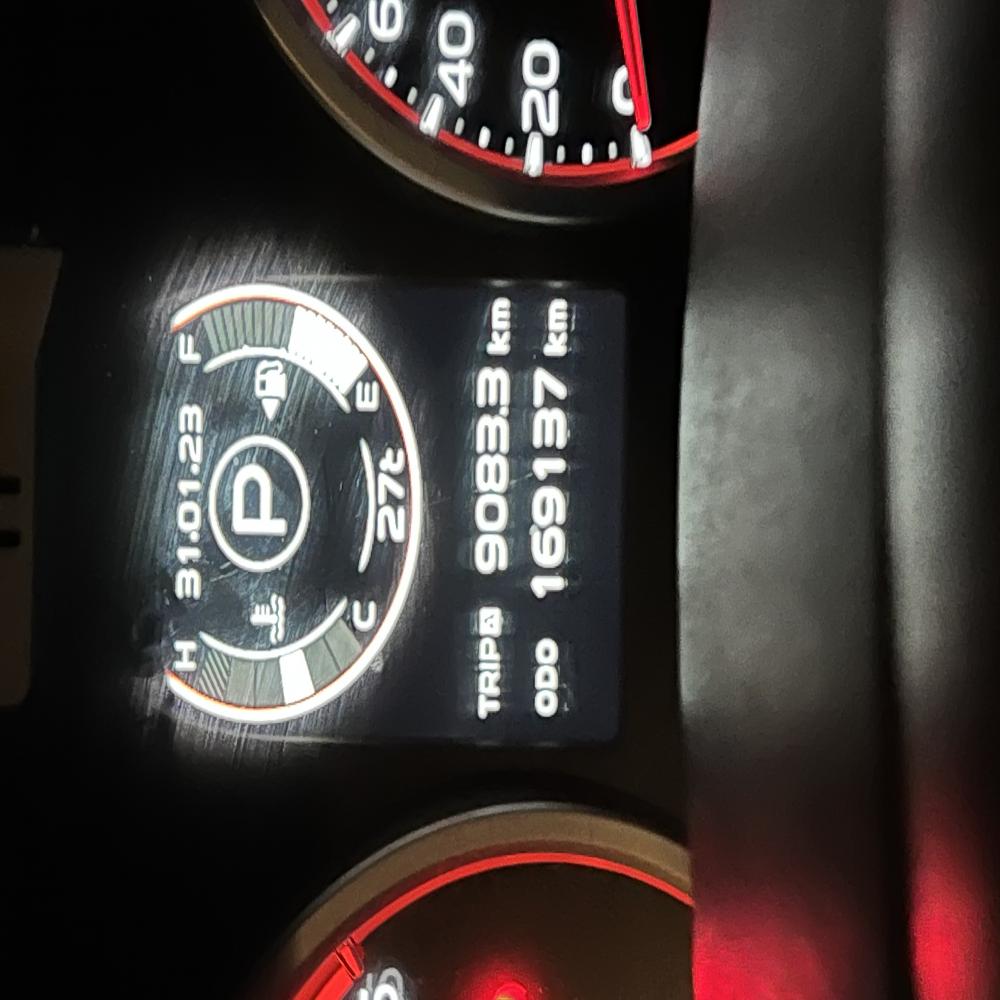 31.01.23
H F
P
C E
27t
TRIP A 9083.3 km
ODO 169137 km
0
20
40